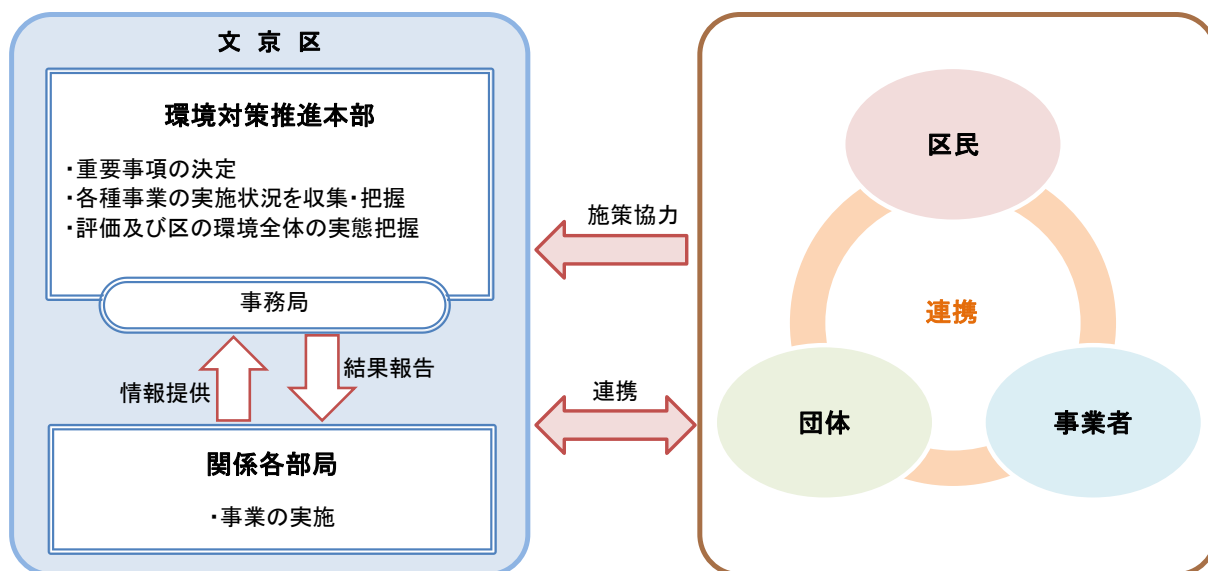 文 京 区
環境対策推進本部
・重要事項の決定
・各種事業の実施状況を収集・把握
・評価及び区の環境全体の実態把握
事務局
情報提供
結果報告
関係各部局
・事業の実施
施策協力
連携
区民
連携
団体
事業者